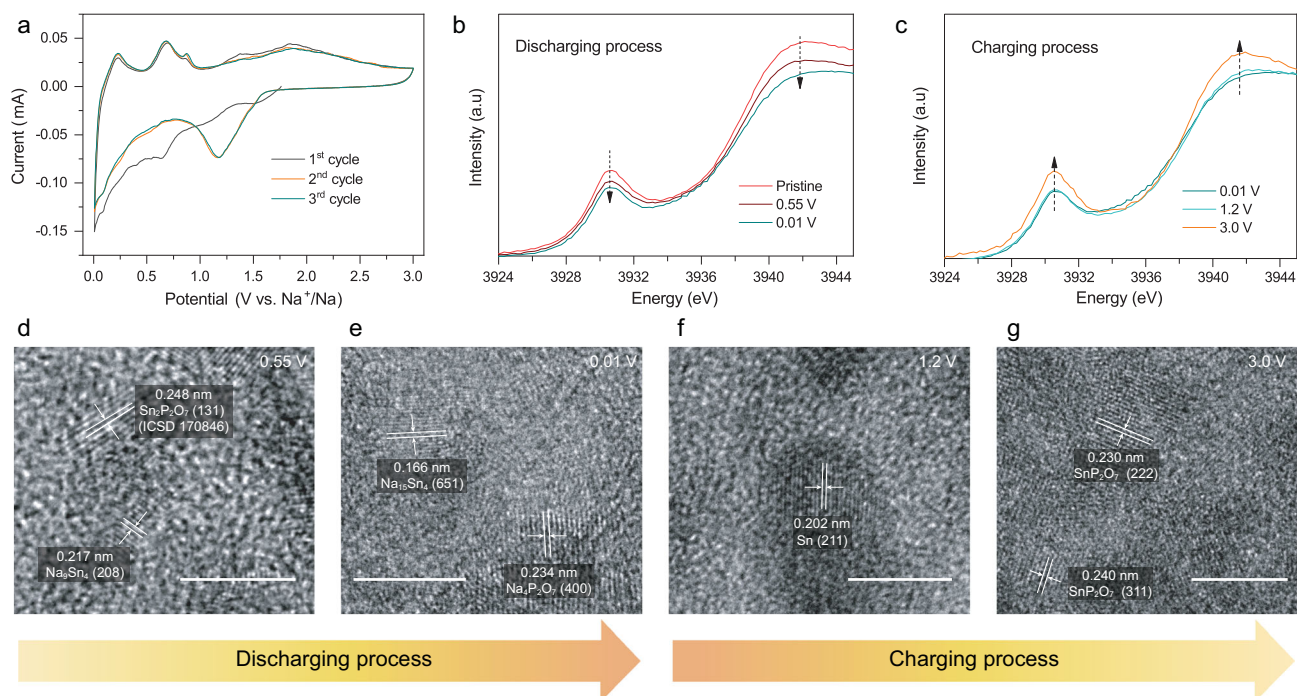 a
0.05
0.00
-0.05
-0.10
-0.15
Current (mA)
0.0 0.5 1.0 1.5 2.0 2.5 3.0
Potential (V vs. Na⁺/Na)
1ˢᵗ cycle
2ⁿᵈ cycle
3ʳᵈ cycle
b
Discharging process
Intensity (a.u)
Pristine
0.55 V
0.01 V
3924 3928 3932 3936 3940 3944
Energy (eV)
c
Charging process
Intensity (a.u)
0.01 V
1.2 V
3.0 V
3924 3928 3932 3936 3940 3944
Energy (eV)
d
0.55 V
0.248 nm
Sn₂P₂O₇ (131)
(ICSD 170846)
0.217 nm
Na₉Sn₄ (208)
e
0.01 V
0.166 nm
Na₁₅Sn₄ (651)
0.234 nm
Na₄P₂O₇ (400)
f
1.2 V
0.202 nm
Sn (211)
g
3.0 V
0.230 nm
SnP₂O₇ (222)
0.240 nm
SnP₂O₇ (311)
Discharging process
Charging process